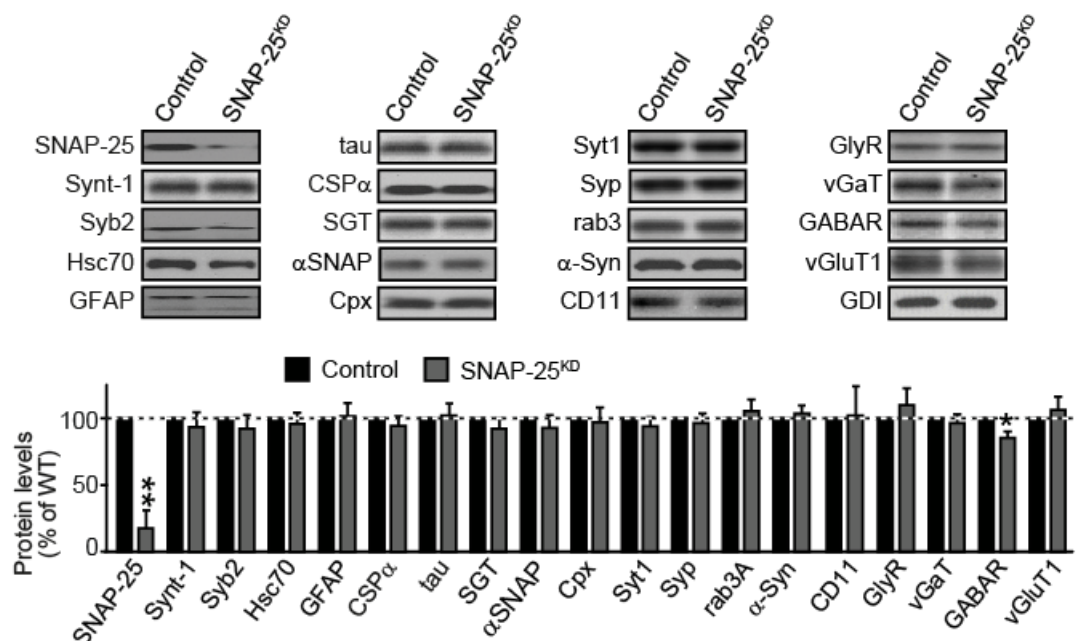 Control SNAP-25ᴷᴰ Control SNAP-25ᴷᴰ Control SNAP-25ᴷᴰ Control SNAP-25ᴷᴰ
SNAP-25 tau Syt1 GlyR
Synt-1 CSPα Syp vGaT
Syb2 SGT rab3 GABAR
Hsc70 αSNAP α-Syn vGluT1
GFAP Cpx CD11 GDI
Control SNAP-25ᴷᴰ
Protein levels
(% of WT)
100
50
0
**
*
SNAP-25 Synt-1 Syb2 Hsc70 GFAP CSPα tau SGT αSNAP Cpx Syt1 Syp rab3A α-Syn CD11 GlyR vGaT GABAR vGluT1